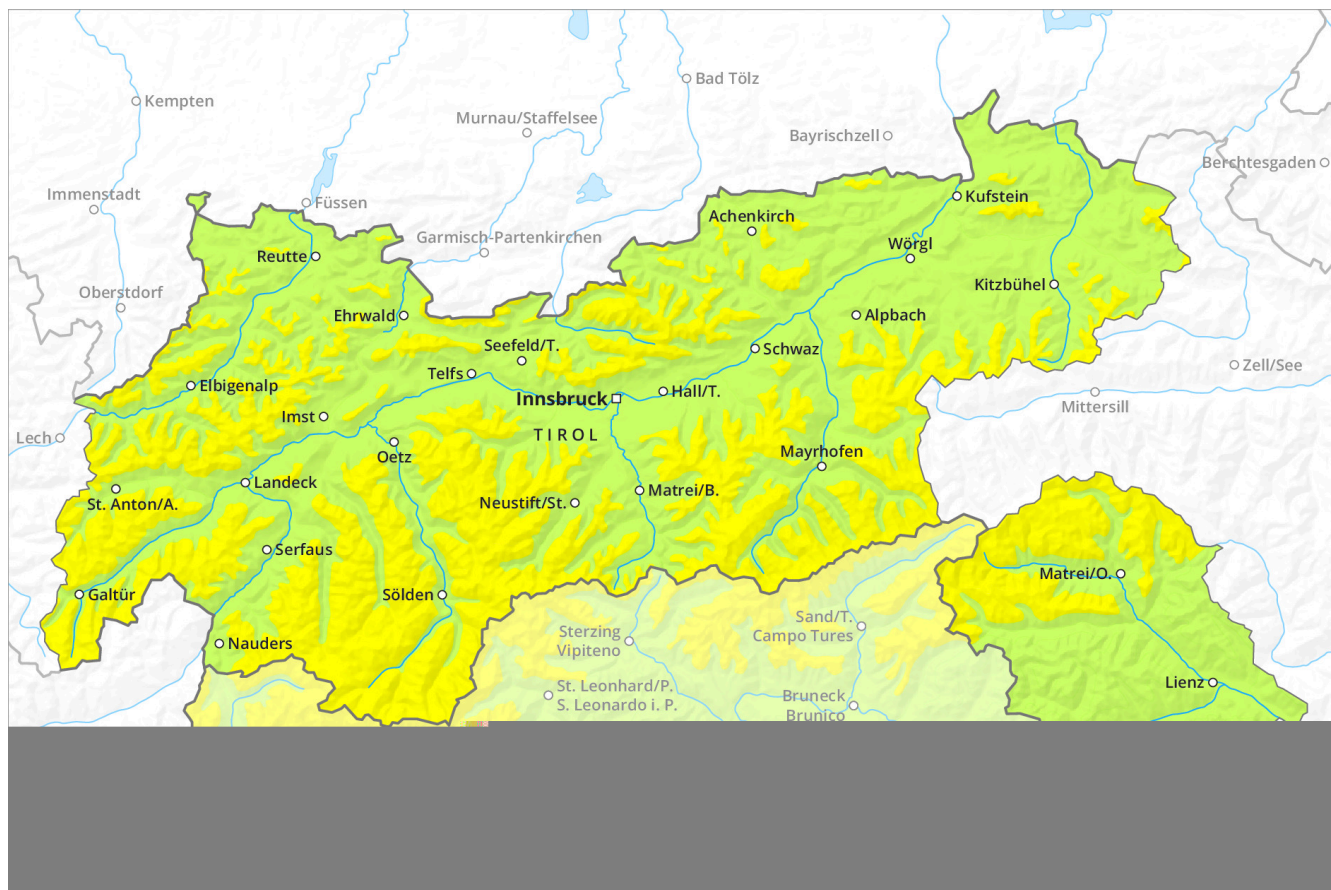 Kempten
Bad Tölz
Murnau/Staffelsee
Bayrischzell
Berchtesgaden
Immenstadt
Füssen
Kufstein
Achenkirch
Garmisch-Partenkirchen
Wörgl
Reutte
Kitzbühel
Oberstdorf
Ehrwald
Alpbach
Seefeld/T.
Schwaz
Zell/See
Telfs
Elbigenalp
Hall/T.
Innsbruck
Mittersill
Imst
TIROL
Lech
Mayrhofen
Oetz
Landeck
Matrei/B.
St. Anton/A.
Neustift/St.
Serfaus
Matrei/O.
Galtür
Sölden
Sand/T.
Campo Tures
Sterzing
Vipiteno
Nauders
Lienz
St. Leonhard/P.
S. Leonardo i. P.
Bruneck
Brunico